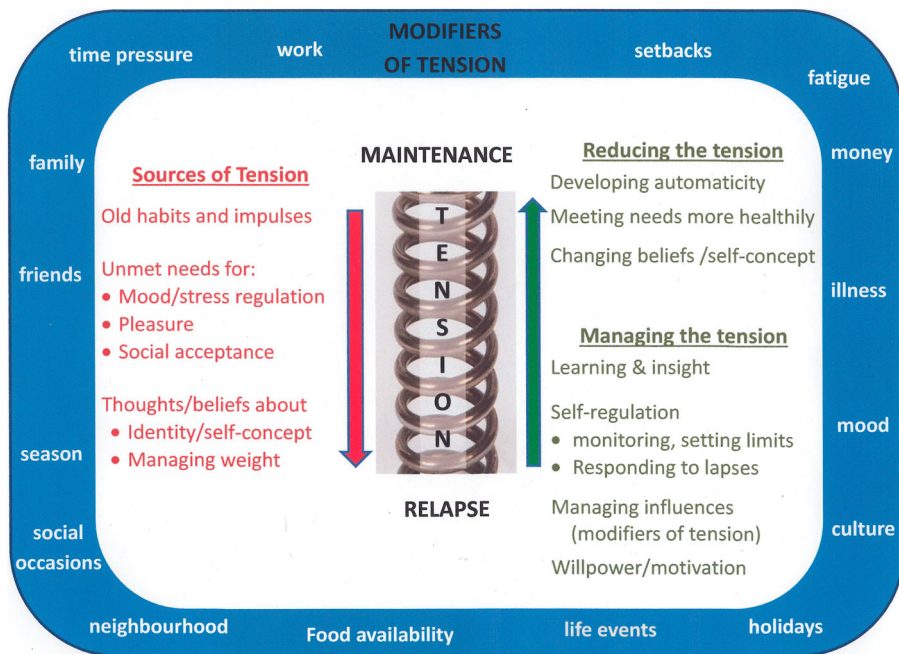 time pressure
work
MODIFIERS
OF TENSION
setbacks
fatigue
family
friends
season
social
occasions
money
illness
mood
culture
neighbourhood
Food availability
life events
holidays
MAINTENANCE
Sources of Tension
Old habits and impulses
Unmet needs for:
• Mood/stress regulation
• Pleasure
• Social acceptance
Thoughts/beliefs about
• Identity/self-concept
• Managing weight
T
E
N
S
I
O
N
RELAPSE
Reducing the tension
Developing automaticity
Meeting needs more healthily
Changing beliefs /self-concept
Managing the tension
Learning & insight
Self-regulation
• monitoring, setting limits
• Responding to lapses
Managing influences
(modifiers of tension)
Willpower/motivation